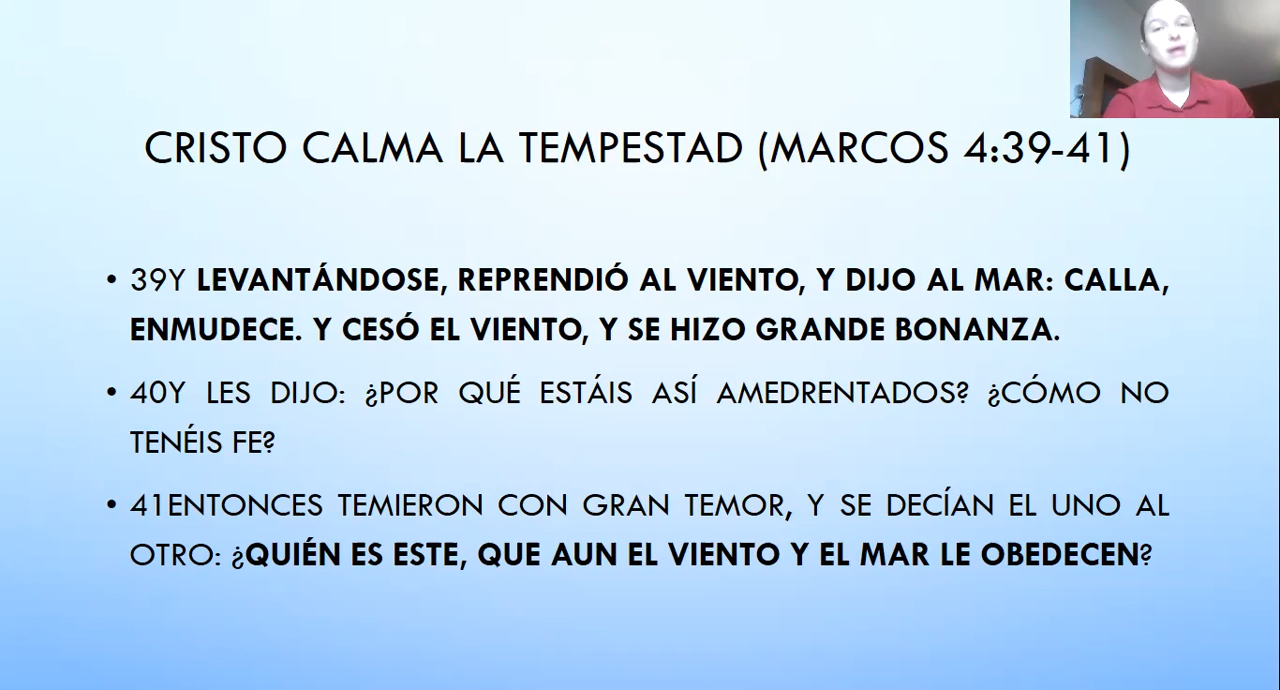 CRISTO CALMA LA TEMPESTAD (MARCOS 4:39-41)
• 39Y LEVANTÁNDOSE, REPRENDIÓ AL VIENTO, Y DIJO AL MAR: CALLA,
ENMUDECE. Y CESÓ EL VIENTO, Y SE HIZO GRANDE BONANZA.
• 40Y LES DIJO: ¿POR QUÉ ESTÁIS ASÍ AMEDRENTADOS? ¿CÓMO NO
TENÉIS FE?
• 41ENTONCES TEMIERON CON GRAN TEMOR, Y SE DECÍAN EL UNO AL
OTRO: ¿QUIÉN ES ESTE, QUE AUN EL VIENTO Y EL MAR LE OBEDECEN?